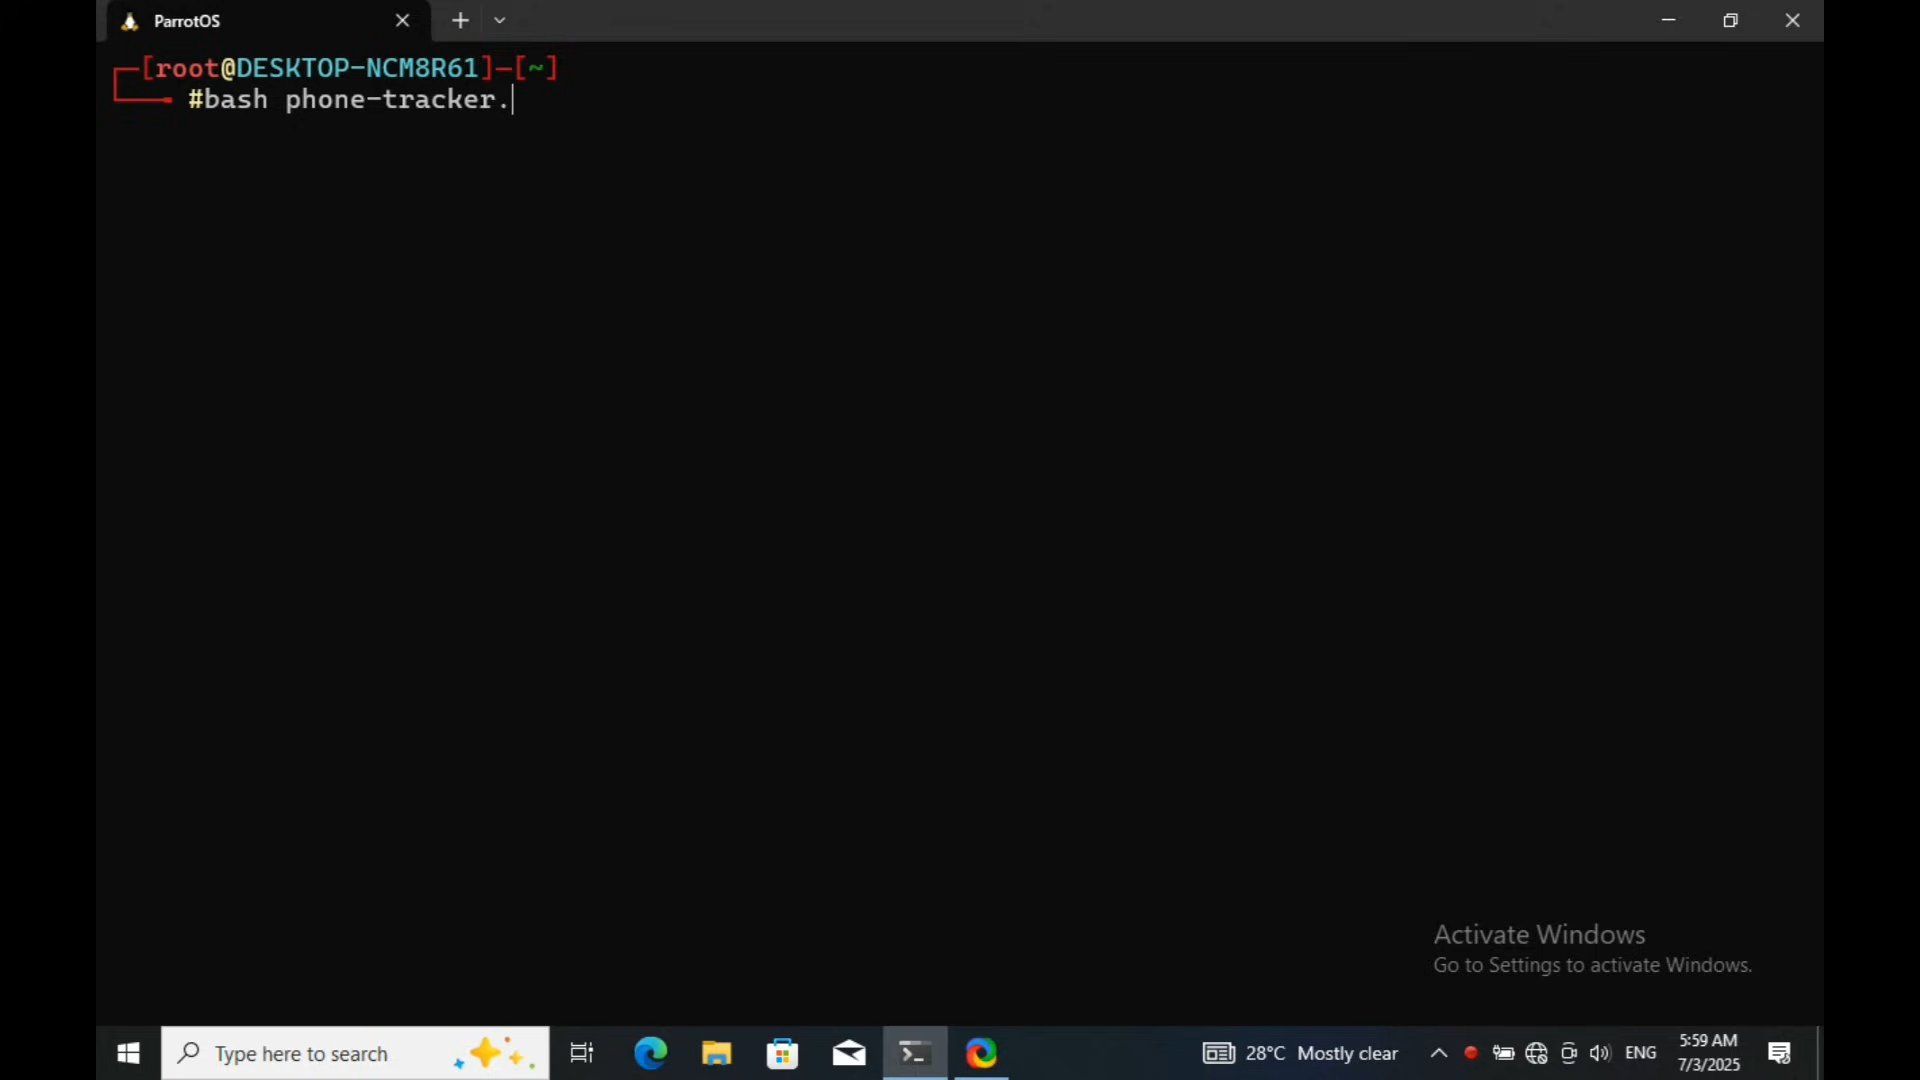 ParrotOS
┌─[root@DESKTOP-NCM8R61]─[~]
└──╼ #bash phone-tracker.
Activate Windows
Go to Settings to activate Windows.
Type here to search
28°C Mostly clear
ENG
5:59 AM
7/3/2025